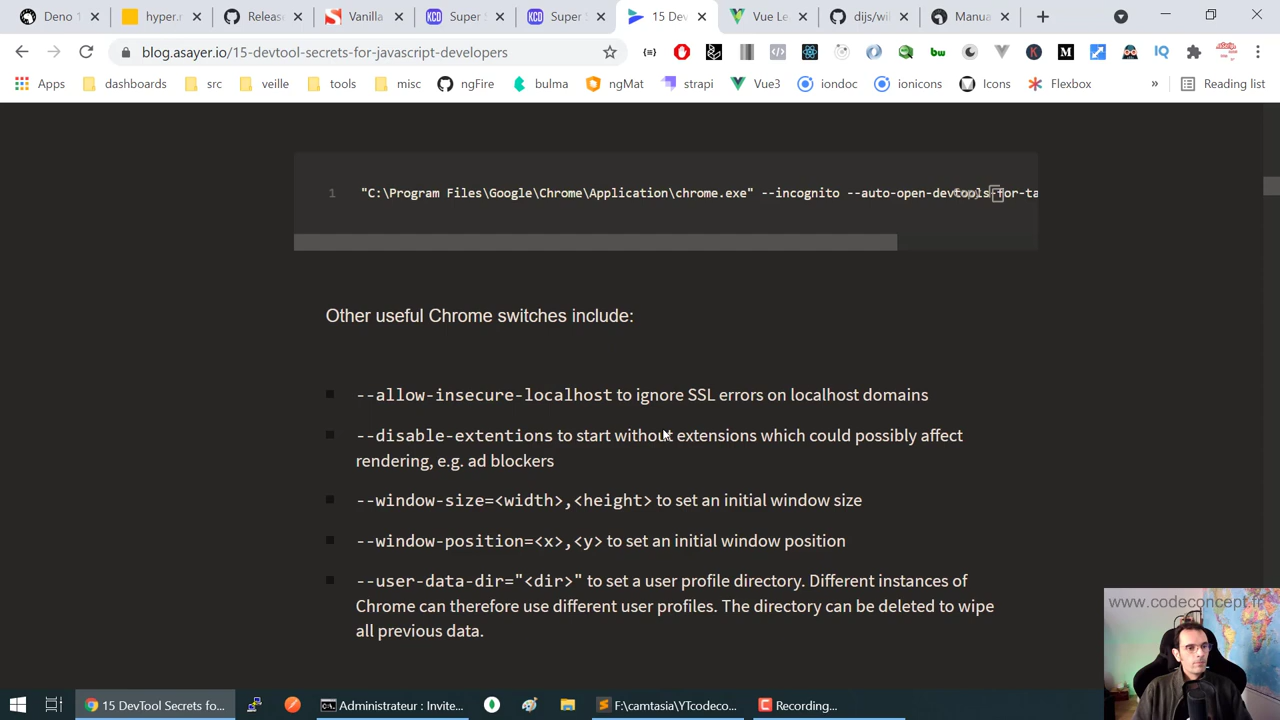 Deno 1
hyper.r
Releas
Vanilla
Super S
Super S
15 Dev
Vue Le
dijs/wil
Manua
blog.asayer.io/15-devtool-secrets-for-javascript-developers
Apps
dashboards
src
veille
tools
misc
ngFire
bulma
ngMat
strapi
Vue3
iondoc
ionicons
Icons
Flexbox
»
Reading list
1 "C:\Program Files\Google\Chrome\Application\chrome.exe" --incognito --auto-open-devtools-for-ta
Other useful Chrome switches include:
--allow-insecure-localhost to ignore SSL errors on localhost domains
--disable-extentions to start without extensions which could possibly affect
rendering, e.g. ad blockers
--window-size=<width>,<height> to set an initial window size
--window-position=<x>,<y> to set an initial window position
--user-data-dir="<dir>" to set a user profile directory. Different instances of
Chrome can therefore use different user profiles. The directory can be deleted to wipe
all previous data.
www.codeconcept.fr
15 DevTool Secrets fo...
Administrateur : Invite...
F:\camtasia\YTcodeco...
Recording...